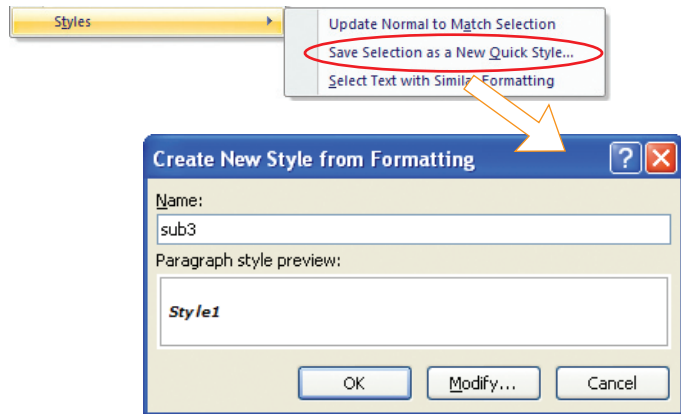 Styles
Update Normal to Match Selection
Save Selection as a New Quick Style...
Select Text with Similar Formatting
Create New Style from Formatting
?
Name:
sub3
Paragraph style preview:
Style1
OK Modify... Cancel